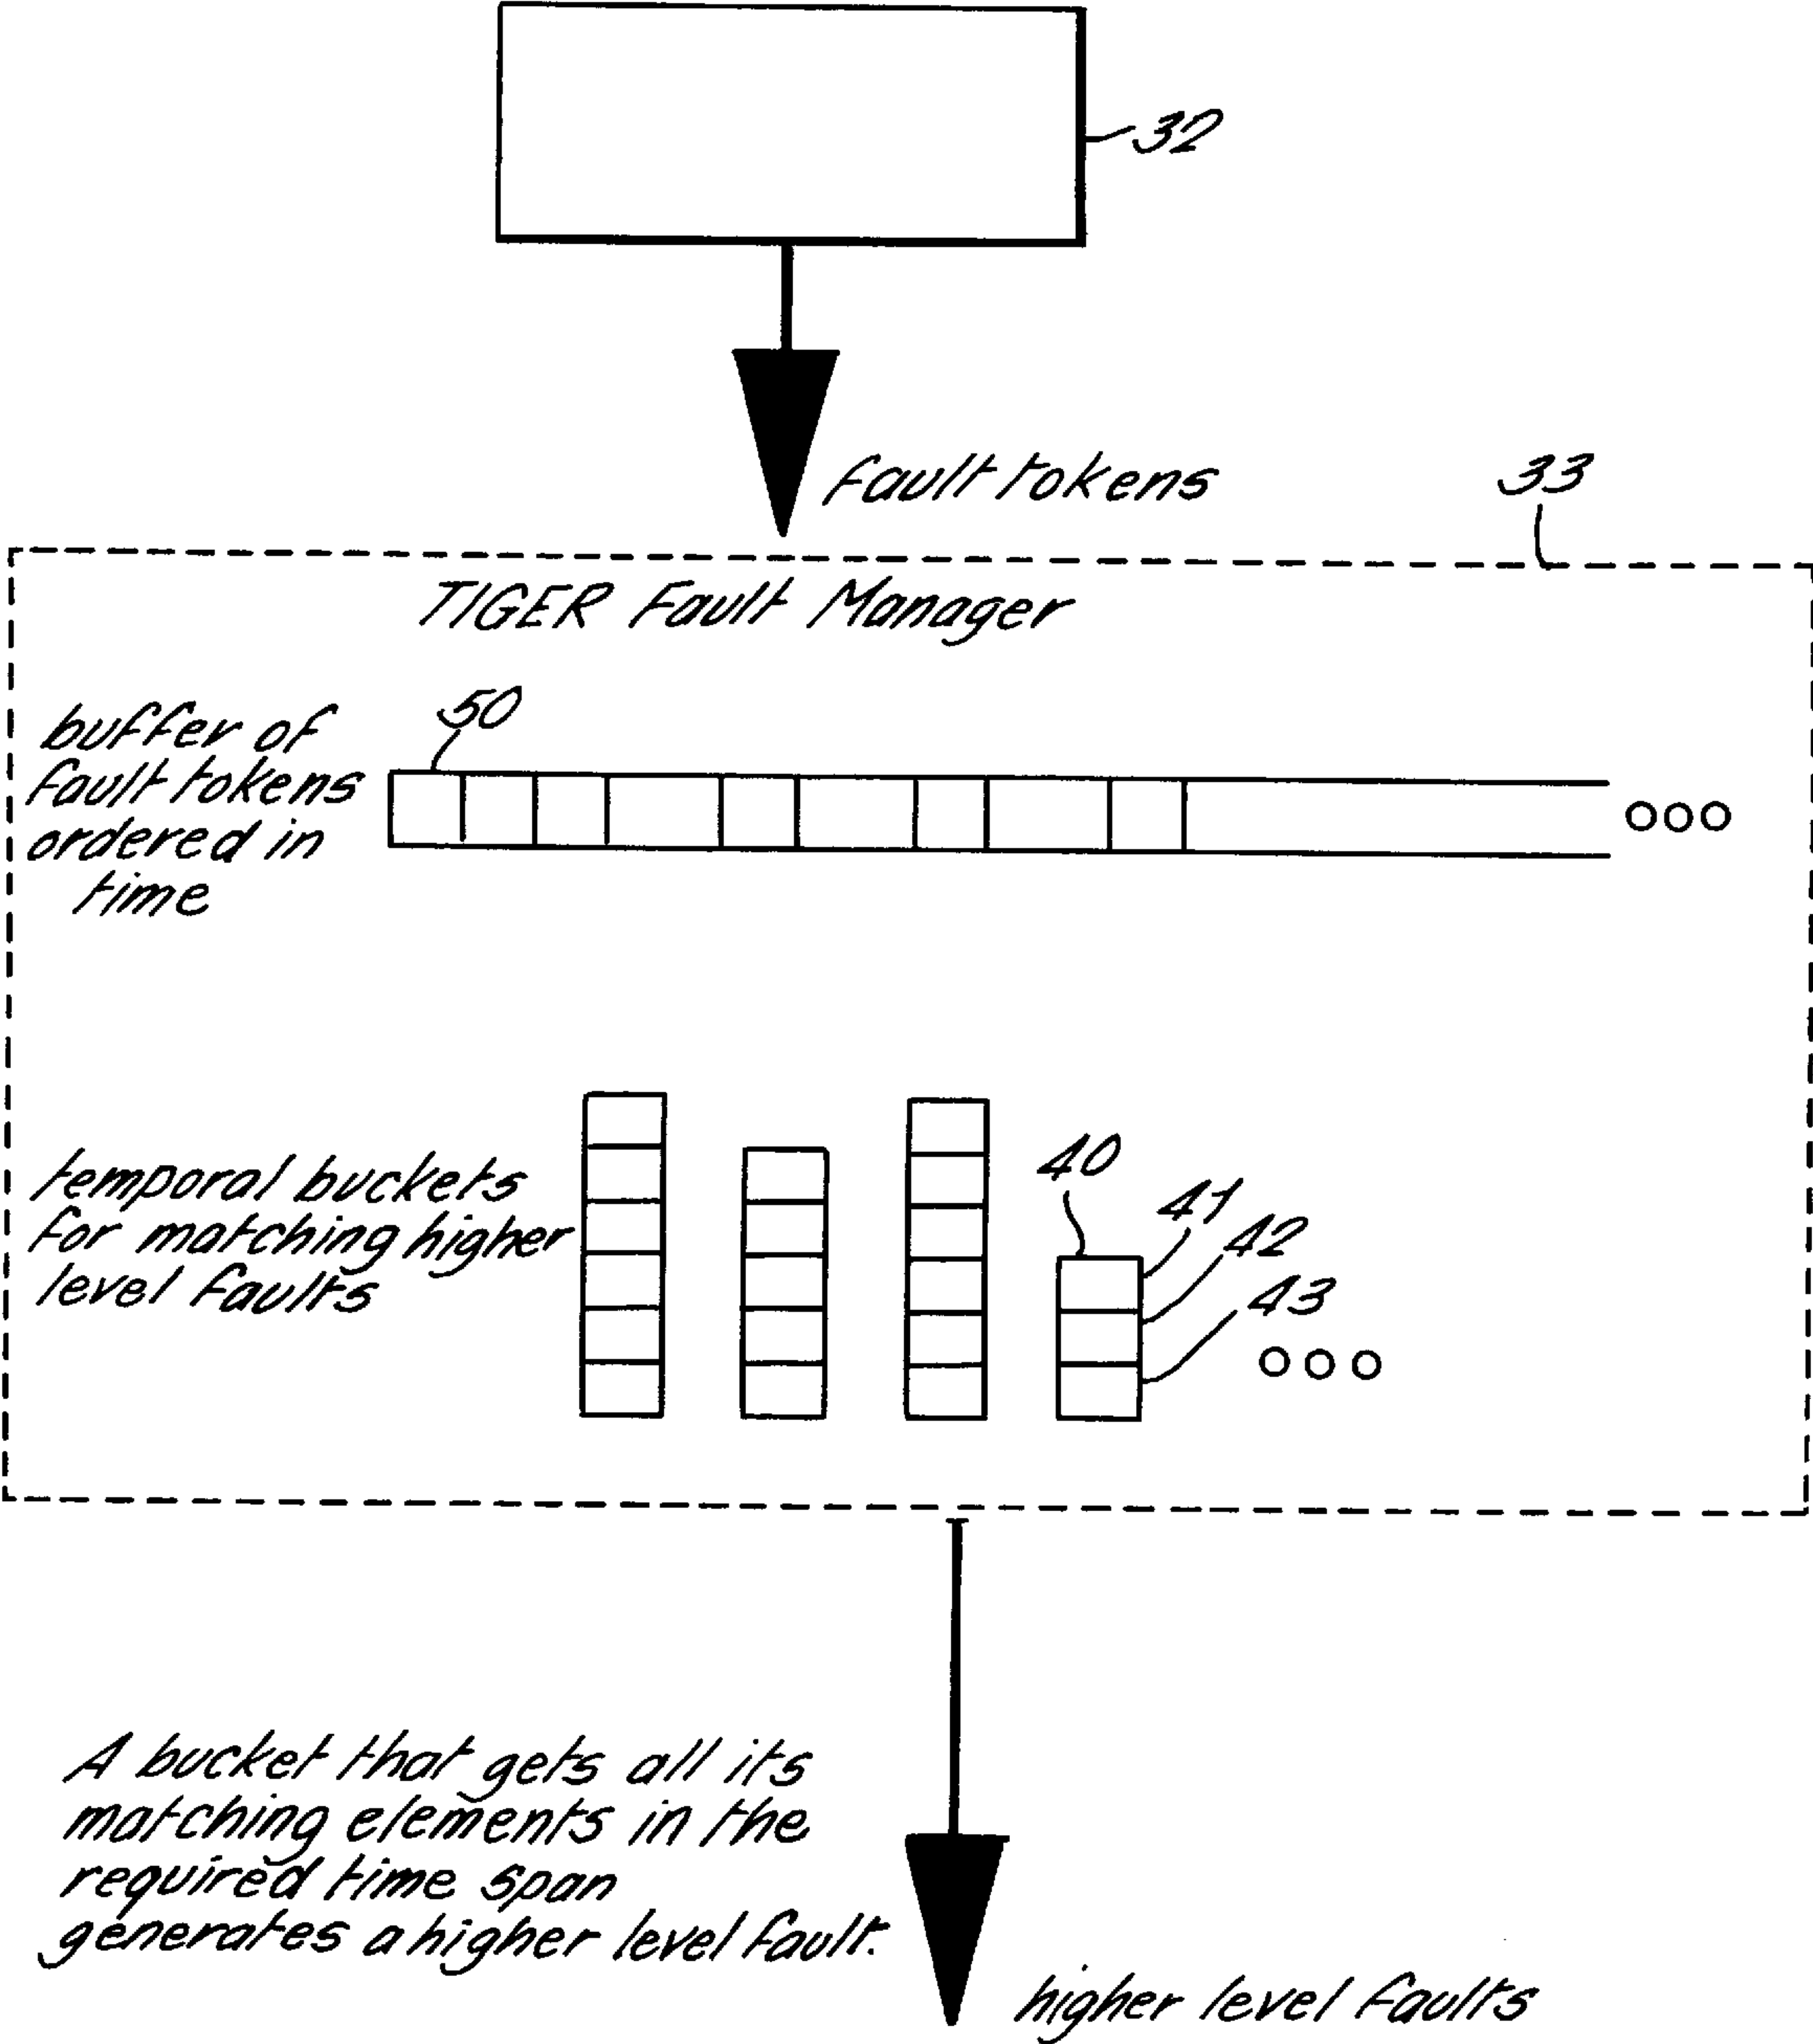 32
fault tokens
33
TIGER Fault Manager
50
buffer of
fault tokens
ordered in
time
40
41
42
43
temporal buckets
for matching higher
level faults
A bucket that gets all its
matching elements in the
required time span
generates a higher level fault.
higher level faults